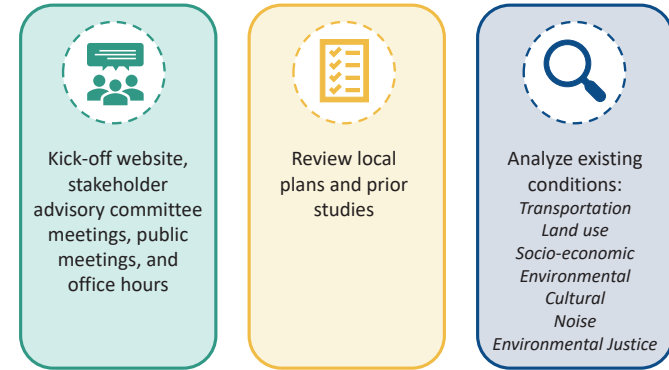 Kick-off website,
stakeholder
advisory committee
meetings, public
meetings, and
office hours
Review local
plans and prior
studies
Analyze existing
conditions:
Transportation
Land use
Socio-economic
Environmental
Cultural
Noise
Environmental Justice